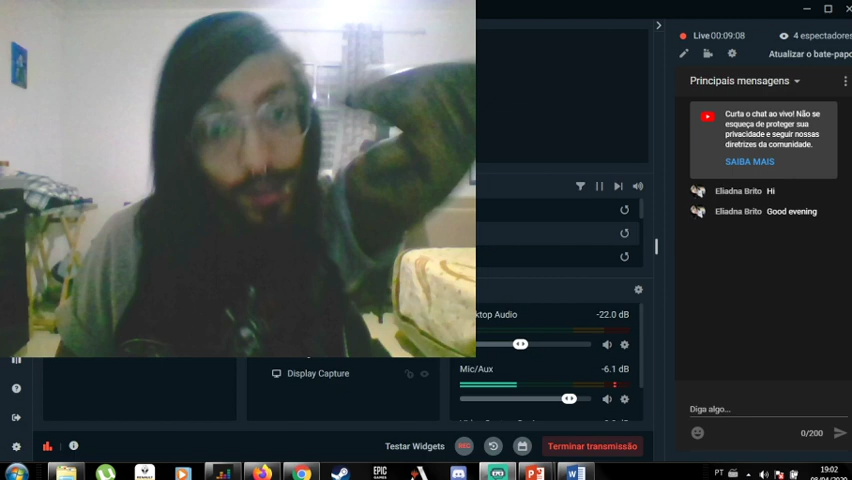 Live 00:09:08
4 espectadores
Atualizar o bate-papo
Principais mensagens
Curta o chat ao vivo! Não se
esqueça de proteger sua
privacidade e seguir nossas
diretrizes da comunidade.
SAIBA MAIS
Eliadna Brito Hi
Eliadna Brito Good evening
ktop Audio
-22.0 dB
Mic/Aux
-6.1 dB
Display Capture
Diga algo...
0/200
Testar Widgets
REC
Terminar transmissão
EPIC
GAMES
PT
19:02
08/04/2020